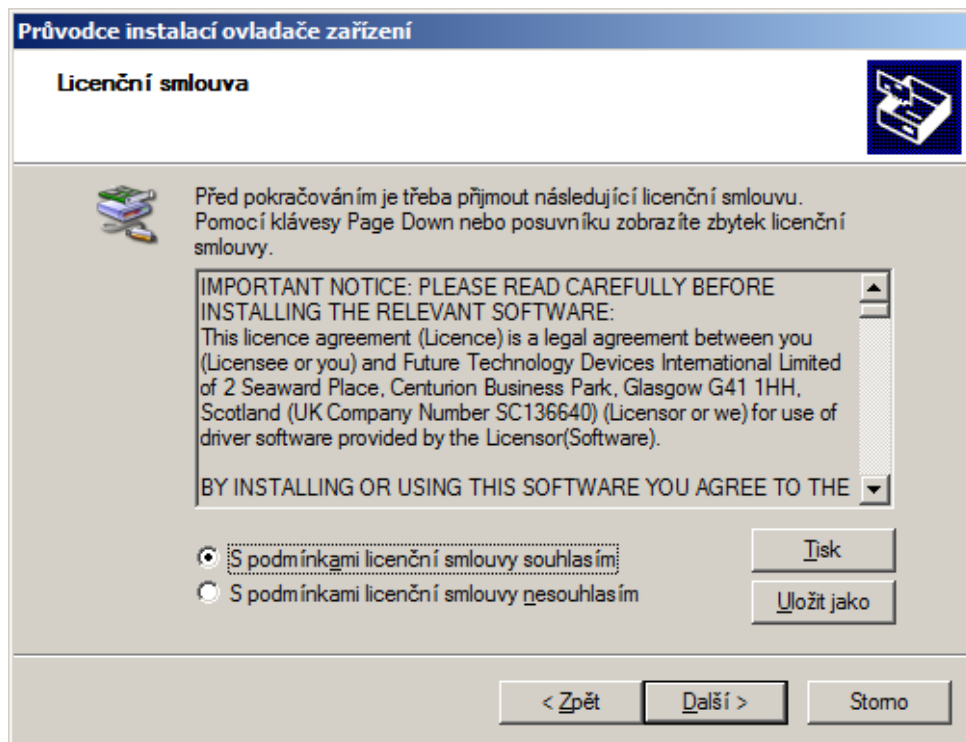 Průvodce instalací ovladače zařízení
Licenční smlouva
Před pokračováním je třeba přijmout následující licenční smlouvu.
Pomocí klávesy Page Down nebo posuvníku zobrazíte zbytek licenční
smlouvy.
IMPORTANT NOTICE: PLEASE READ CAREFULLY BEFORE
INSTALLING THE RELEVANT SOFTWARE:
This licence agreement (Licence) is a legal agreement between you
(Licensee or you) and Future Technology Devices International Limited
of 2 Seaward Place, Centurion Business Park, Glasgow G41 1HH,
Scotland (UK Company Number SC136640) (Licensor or we) for use of
driver software provided by the Licensor(Software).
BY INSTALLING OR USING THIS SOFTWARE YOU AGREE TO THE
S podmínkami licenční smlouvy souhlasím
Tisk
S podmínkami licenční smlouvy nesouhlasím
Uložit jako
< Zpět
Další >
Storno